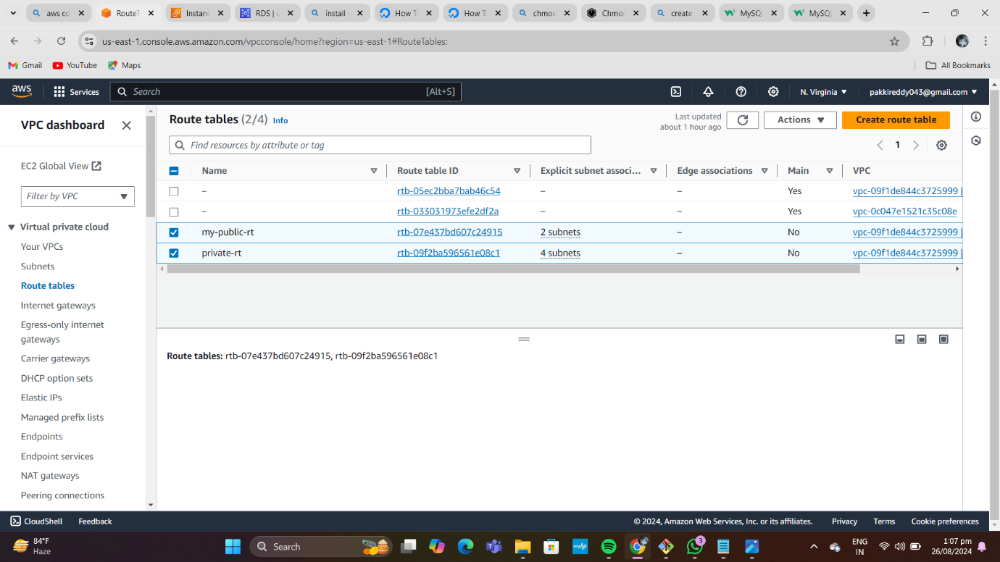 aws co
RouteT
Instanc
RDS | u
install
How To
How To
chmod
Chmod
create
MySQL
MySQL
us-east-1.console.aws.amazon.com/vpcconsole/home?region=us-east-1#RouteTables:
Gmail
YouTube
Maps
All Bookmarks
aws
Services
Search
[Alt+S]
N. Virginia
pakkireddy043@gmail.com
VPC dashboard
EC2 Global View
Filter by VPC
Virtual private cloud
Your VPCs
Subnets
Route tables
Internet gateways
Egress-only internet
gateways
Carrier gateways
DHCP option sets
Elastic IPs
Managed prefix lists
Endpoints
Endpoint services
NAT gateways
Peering connections
Route tables (2/4) Info
Last updated
about 1 hour ago
Actions
Create route table
Find resources by attribute or tag
1
Name Route table ID Explicit subnet associ... Edge associations Main VPC
– rtb-05ec2bba7bab46c54 – – Yes vpc-09f1de844c3725999 |
– rtb-033031973efe2df2a – – Yes vpc-0c047e1521c35c08e
my-public-rt rtb-07e437bd607c24915 2 subnets – No vpc-09f1de844c3725999 |
private-rt rtb-09f2ba596561e08c1 4 subnets – No vpc-09f1de844c3725999 |
Route tables: rtb-07e437bd607c24915, rtb-09f2ba596561e08c1
CloudShell
Feedback
© 2024, Amazon Web Services, Inc. or its affiliates.
Privacy
Terms
Cookie preferences
84°F
Haze
Search
myhp
3
ENG
IN
1:07 pm
26/08/2024